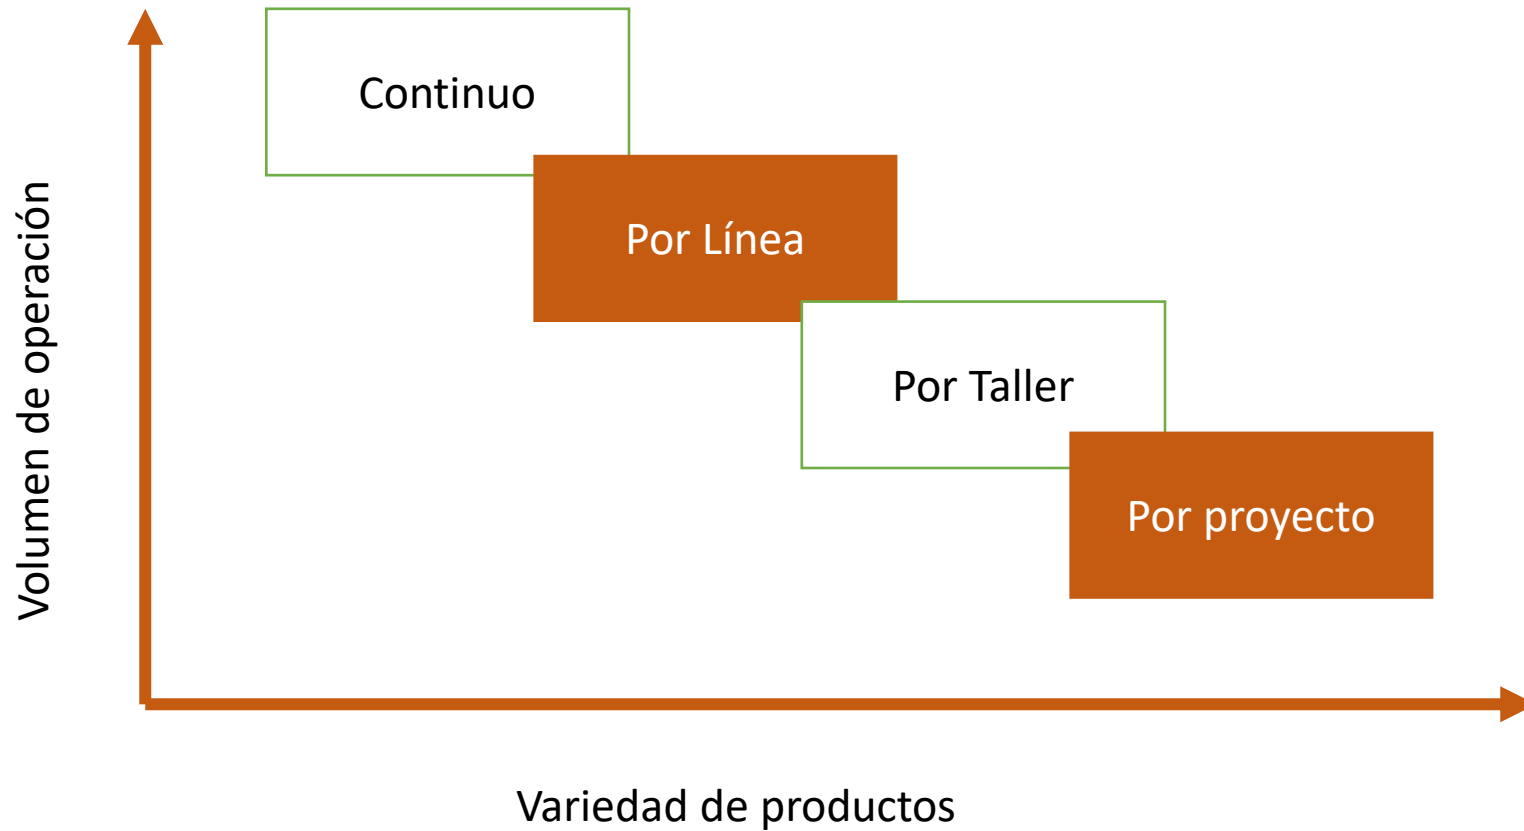 Continuo
Por Línea
Por Taller
Por proyecto
Volumen de operación
Variedad de productos